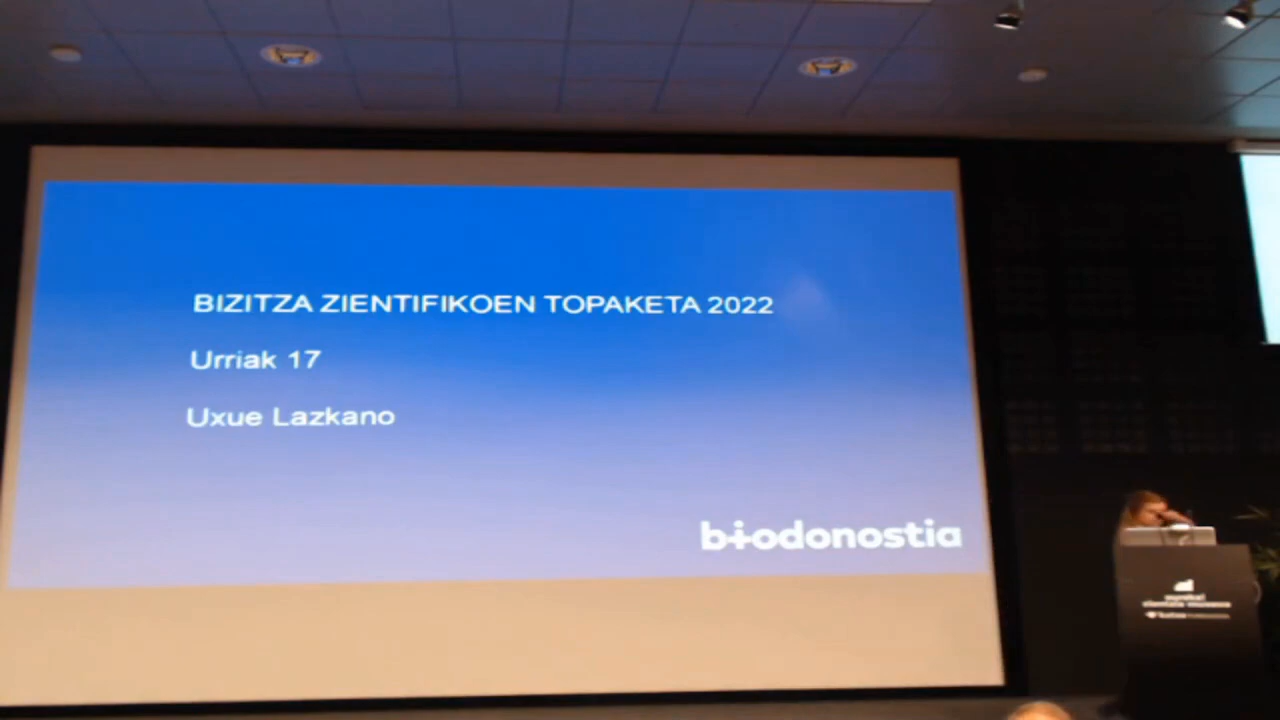 BIZITZA ZIENTIFIKOEN TOPAKETA 2022
Urriak 17
Uxue Lazkano
biodonostia